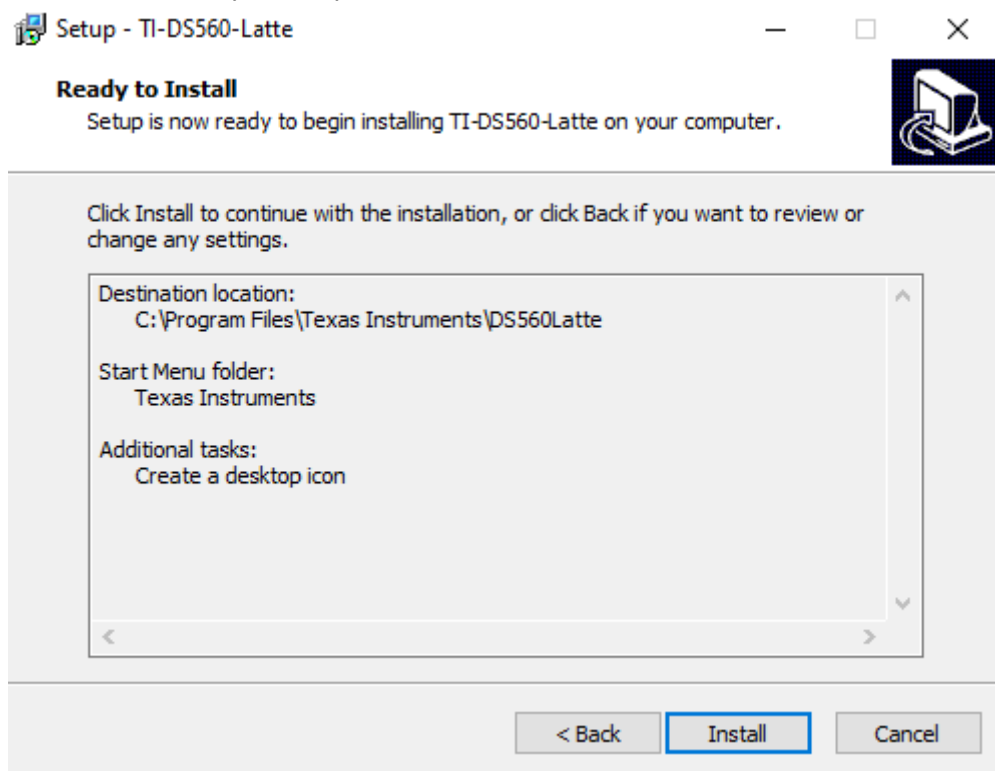 Setup - TI-DS560-Latte
Ready to Install
Setup is now ready to begin installing TI-DS560-Latte on your computer.
Click Install to continue with the installation, or click Back if you want to review or
change any settings.
Destination location:
C:\Program Files\Texas Instruments\DS560Latte
Start Menu folder:
Texas Instruments
Additional tasks:
Create a desktop icon
< Back
Install
Cancel